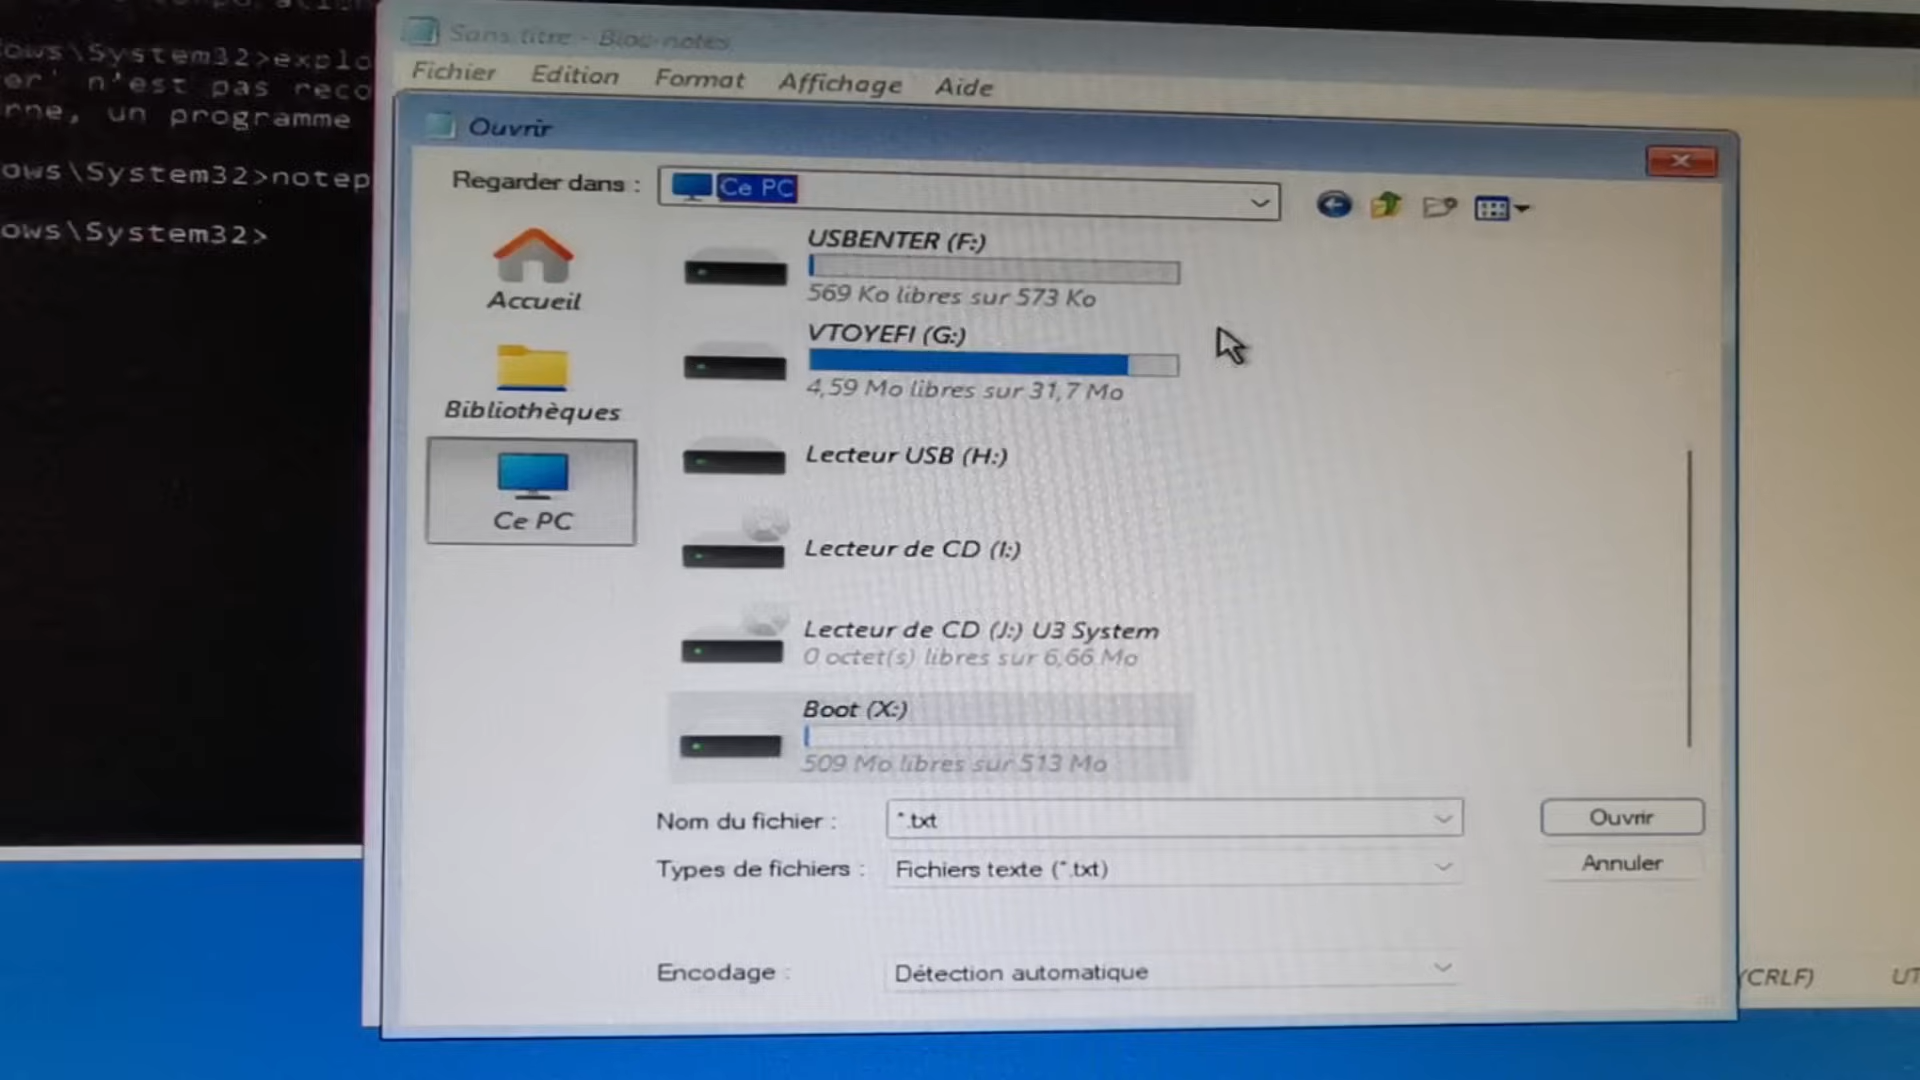 ows\System32>explo
er' n'est pas reco
rne, un programme
ows\System32>notep
ows\System32>
Sans titre - Bloc-notes
Fichier Edition Format Affichage Aide
Ouvrir
Regarder dans : Ce PC
Accueil
Bibliothèques
Ce PC
USBENTER (F:)
569 Ko libres sur 573 Ko
VTOYEFI (G:)
4,59 Mo libres sur 31,7 Mo
Lecteur USB (H:)
Lecteur de CD (I:)
Lecteur de CD (J:) U3 System
0 octet(s) libres sur 6,66 Mo
Boot (X:)
509 Mo libres sur 513 Mo
Nom du fichier : *.txt Ouvrir
Types de fichiers : Fichiers texte (*.txt) Annuler
Encodage : Détection automatique
(CRLF) UT